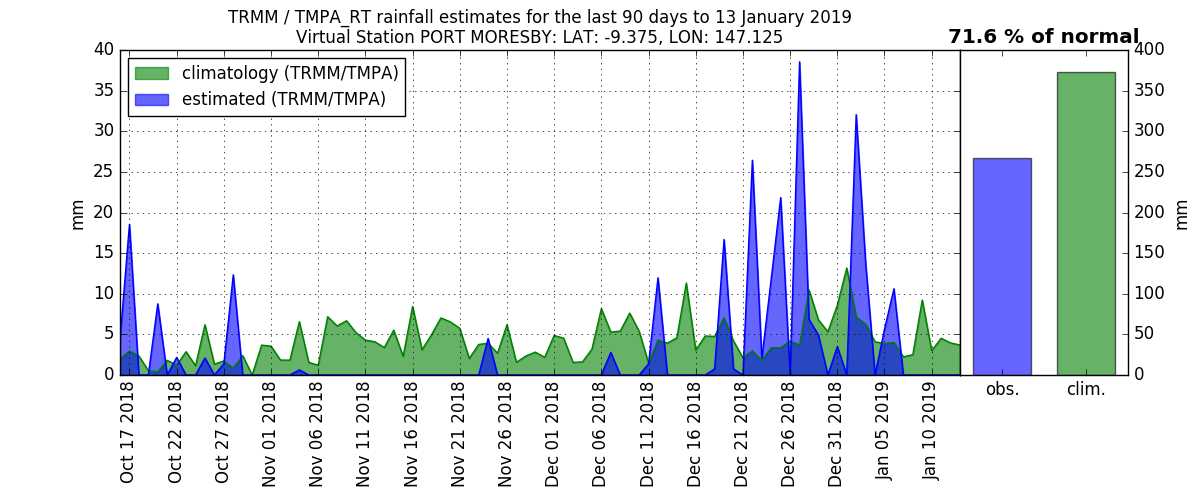 TRMM / TMPA_RT rainfall estimates for the last 90 days to 13 January 2019
Virtual Station PORT MORESBY: LAT: -9.375, LON: 147.125
71.6 % of normal
climatology (TRMM/TMPA)
estimated (TRMM/TMPA)
mm
40
35
30
25
20
15
10
5
0
Oct 17 2018
Oct 22 2018
Oct 27 2018
Nov 01 2018
Nov 06 2018
Nov 11 2018
Nov 16 2018
Nov 21 2018
Nov 26 2018
Dec 01 2018
Dec 06 2018
Dec 11 2018
Dec 16 2018
Dec 21 2018
Dec 26 2018
Dec 31 2018
Jan 05 2019
Jan 10 2019
400
350
300
250
200
150
100
50
0
mm
obs.
clim.